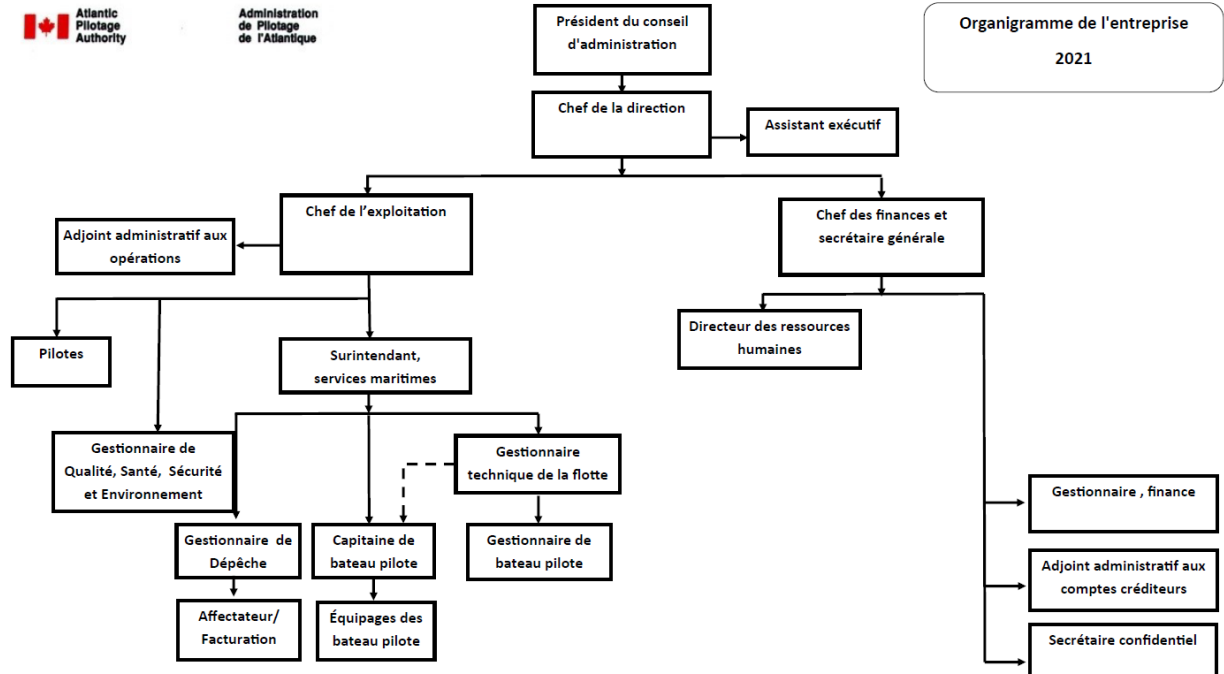 Atlantic
Pilotage
Authority
Administration
de Pilotage
de l'Atlantique
Organigramme de l'entreprise
2021
Président du conseil
d'administration
Chef de la direction
Assistant exécutif
Chef de l'exploitation
Adjoint administratif aux
opérations
Chef des finances et
secrétaire générale
Pilotes
Surintendant,
services maritimes
Directeur des ressources
humaines
Gestionnaire de
Qualité, Santé, Sécurité
et Environnement
Gestionnaire
technique de la flotte
Gestionnaire de
Dépêche
Capitaine de
bateau pilote
Gestionnaire de
bateau pilote
Affectateur/
Facturation
Équipages des
bateau pilote
Gestionnaire , finance
Adjoint administratif aux
comptes créditeurs
Secrétaire confidentiel